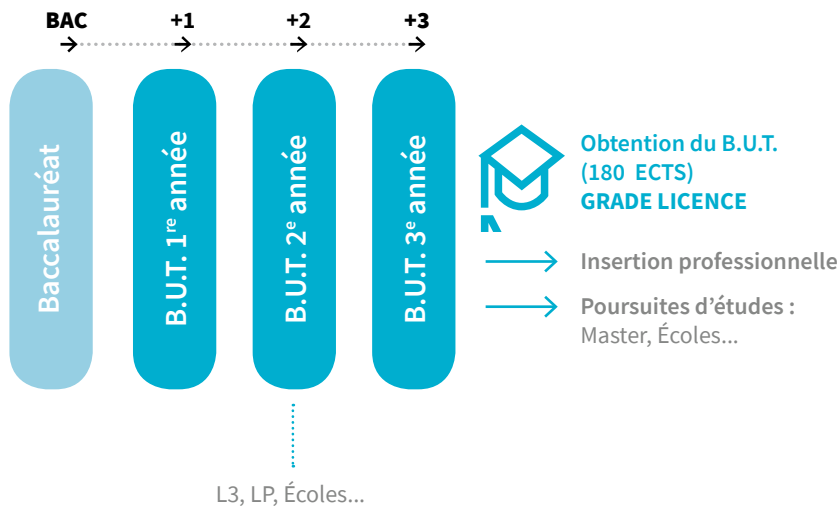 BAC +1 +2 +3
Baccalauréat
B.U.T. 1re année
B.U.T. 2e année
B.U.T. 3e année
Obtention du B.U.T.
(180 ECTS)
GRADE LICENCE
Insertion professionnelle
Poursuites d'études :
Master, Écoles...
L3, LP, Écoles...